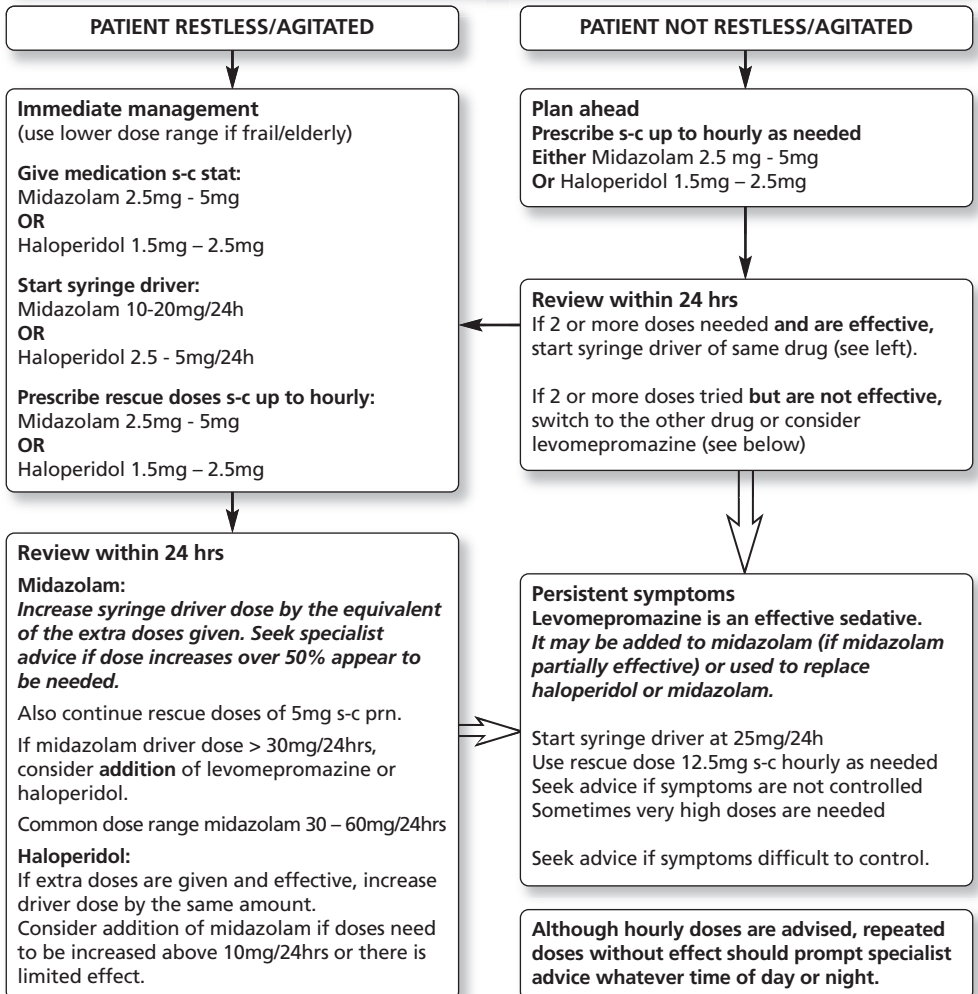 PATIENT RESTLESS/AGITATED
Immediate management
(use lower dose range if frail/elderly)
Give medication s-c stat:
Midazolam 2.5mg - 5mg
OR
Haloperidol 1.5mg – 2.5mg
Start syringe driver:
Midazolam 10-20mg/24h
OR
Haloperidol 2.5 - 5mg/24h
Prescribe rescue doses s-c up to hourly:
Midazolam 2.5mg - 5mg
OR
Haloperidol 1.5mg – 2.5mg
Review within 24 hrs
Midazolam:
Increase syringe driver dose by the equivalent
of the extra doses given. Seek specialist
advice if dose increases over 50% appear to
be needed.
Also continue rescue doses of 5mg s-c prn.
If midazolam driver dose > 30mg/24hrs,
consider addition of levomepromazine or
haloperidol.
Common dose range midazolam 30 – 60mg/24hrs
Haloperidol:
If extra doses are given and effective, increase
driver dose by the same amount.
Consider addition of midazolam if doses need
to be increased above 10mg/24hrs or there is
limited effect.
PATIENT NOT RESTLESS/AGITATED
Plan ahead
Prescribe s-c up to hourly as needed
Either Midazolam 2.5 mg - 5mg
Or Haloperidol 1.5mg – 2.5mg
Review within 24 hrs
If 2 or more doses needed and are effective,
start syringe driver of same drug (see left).
If 2 or more doses tried but are not effective,
switch to the other drug or consider
levomepromazine (see below)
Persistent symptoms
Levomepromazine is an effective sedative.
It may be added to midazolam (if midazolam
partially effective) or used to replace
haloperidol or midazolam.
Start syringe driver at 25mg/24h
Use rescue dose 12.5mg s-c hourly as needed
Seek advice if symptoms are not controlled
Sometimes very high doses are needed
Seek advice if symptoms difficult to control.
Although hourly doses are advised, repeated
doses without effect should prompt specialist
advice whatever time of day or night.